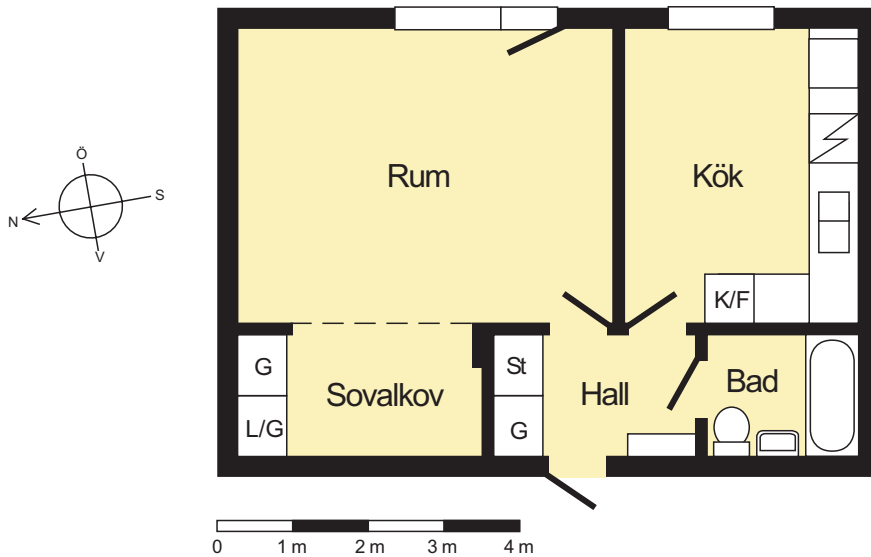 Ö
N
S
V
Rum
Kök
K/F
G
L/G
Sovalkov
St
G
Hall
Bad
0 1 m 2 m 3 m 4 m